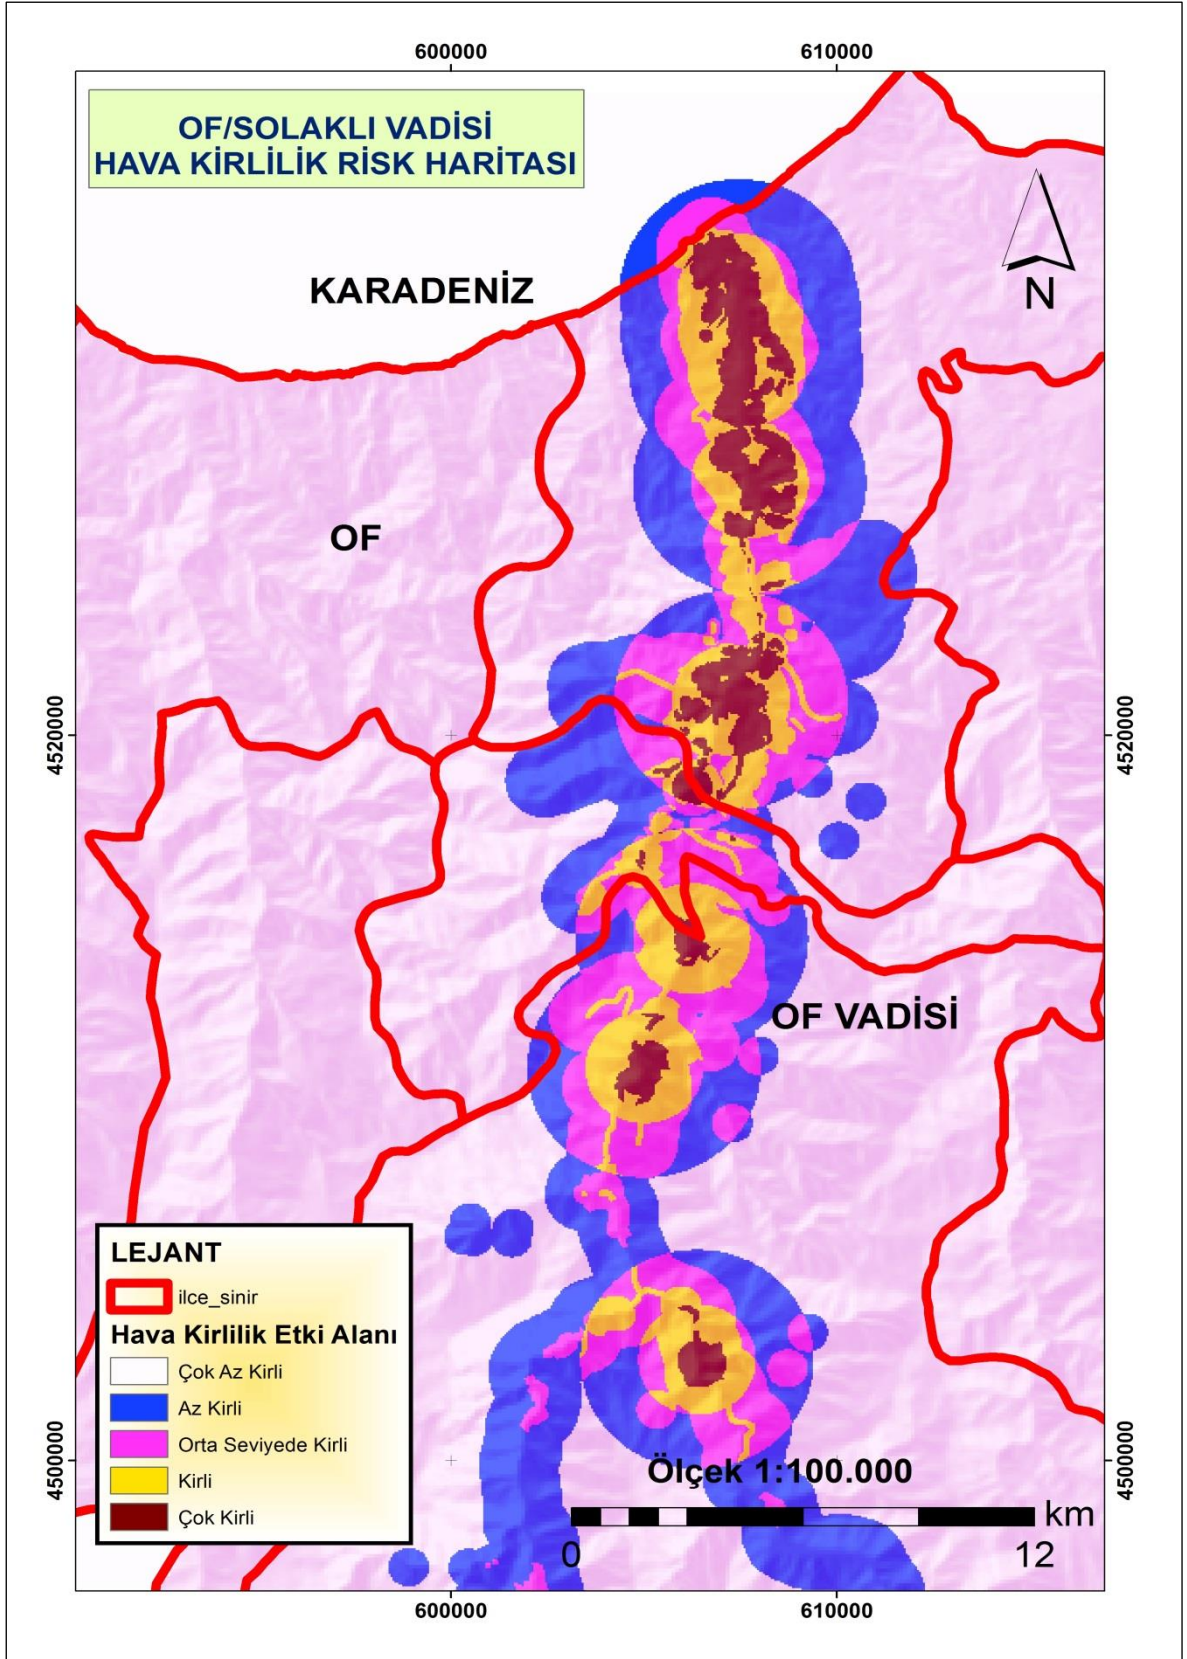 600000
610000
OF/SOLAKLI VADİSİ
HAVA KİRLİLİK RİSK HARİTASI
KARADENİZ
N
OF
4520000
4520000
OF VADİSİ
LEJANT
ilce_sinir
Hava Kirlilik Etki Alanı
Çok Az Kirli
Az Kirli
Orta Seviyede Kirli
Kirli
Çok Kirli
4500000
4500000
Ölçek 1:100.000
km
0
12
600000
610000